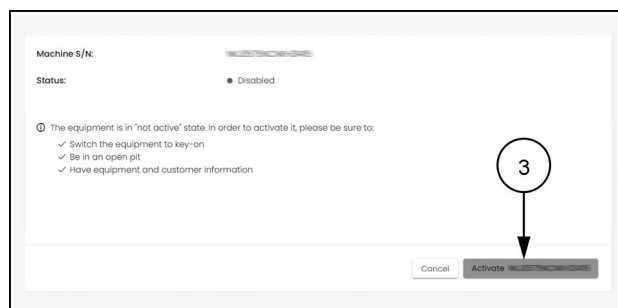 Machine S/N:
Status: Disabled
The equipment is in "not active" state. In order to activate it, please be sure to:
Switch the equipment to key-on
Be in an open pit
Have equipment and customer information
3
Cancel Activate